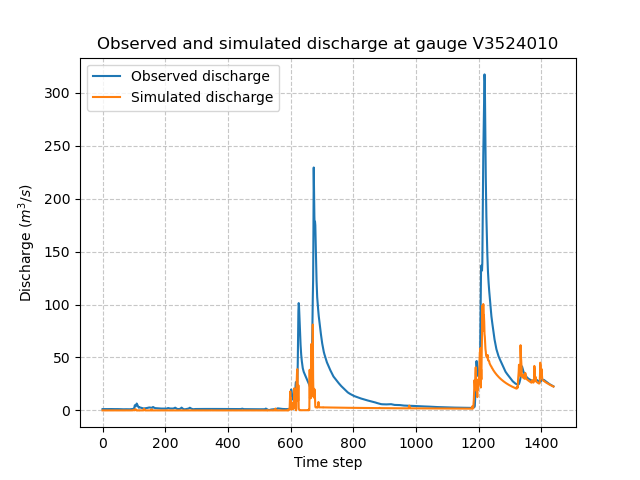 Observed and simulated discharge at gauge V3524010
Observed discharge
Simulated discharge
Discharge ($m^3/s$)
300
250
200
150
100
50
0
0 200 400 600 800 1000 1200 1400
Time step